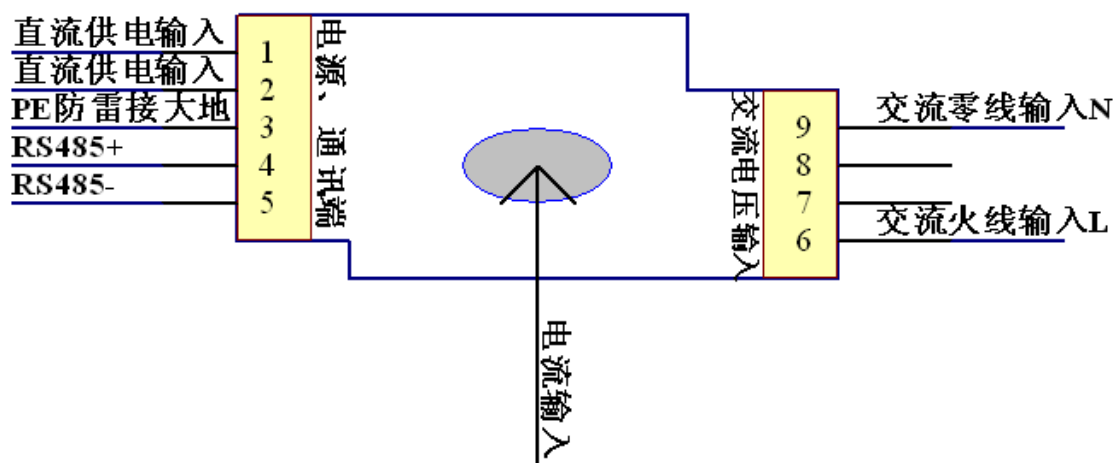 直流供电输入
直流供电输入
PE防雷接大地
RS485+
RS485-
1
2
3
4
5
电源、通讯端
电流输入
交流电压输入
9
8
7
6
交流零线输入N
交流火线输入L